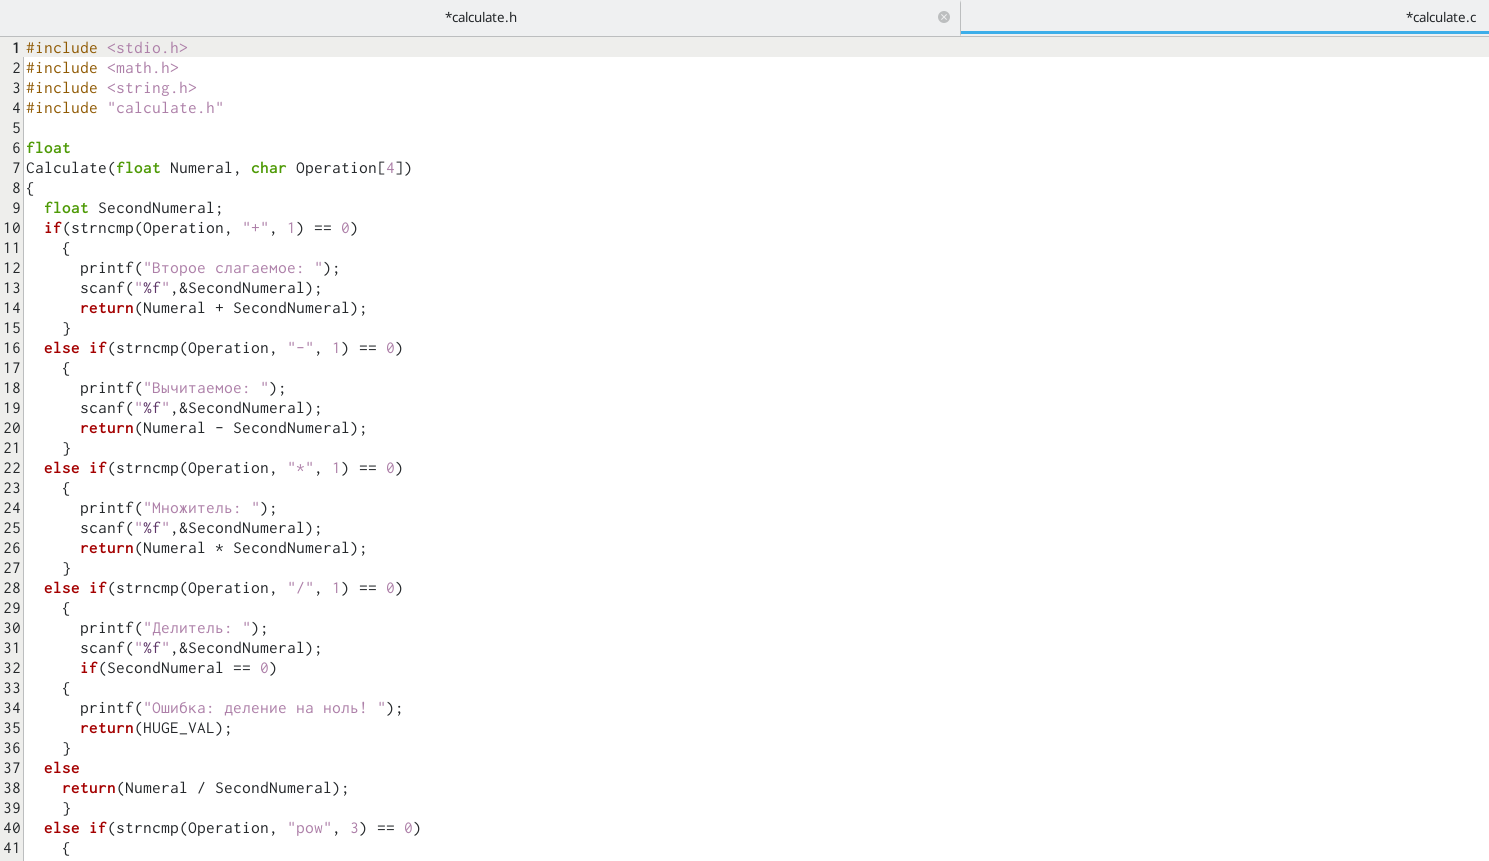 *calculate.h
*calculate.c
1 #include <stdio.h>
2 #include <math.h>
3 #include <string.h>
4 #include "calculate.h"
5
6 float
7 Calculate(float Numeral, char Operation[4])
8 {
9   float SecondNumeral;
10   if(strncmp(Operation, "+", 1) == 0)
11     {
12       printf("Второе слагаемое: ");
13       scanf("%f",&SecondNumeral);
14       return(Numeral + SecondNumeral);
15     }
16   else if(strncmp(Operation, "-", 1) == 0)
17     {
18       printf("Вычитаемое: ");
19       scanf("%f",&SecondNumeral);
20       return(Numeral - SecondNumeral);
21     }
22   else if(strncmp(Operation, "*", 1) == 0)
23     {
24       printf("Множитель: ");
25       scanf("%f",&SecondNumeral);
26       return(Numeral * SecondNumeral);
27     }
28   else if(strncmp(Operation, "/", 1) == 0)
29     {
30       printf("Делитель: ");
31       scanf("%f",&SecondNumeral);
32       if(SecondNumeral == 0)
33     {
34       printf("Ошибка: деление на ноль! ");
35       return(HUGE_VAL);
36     }
37   else
38     return(Numeral / SecondNumeral);
39     }
40   else if(strncmp(Operation, "pow", 3) == 0)
41     {